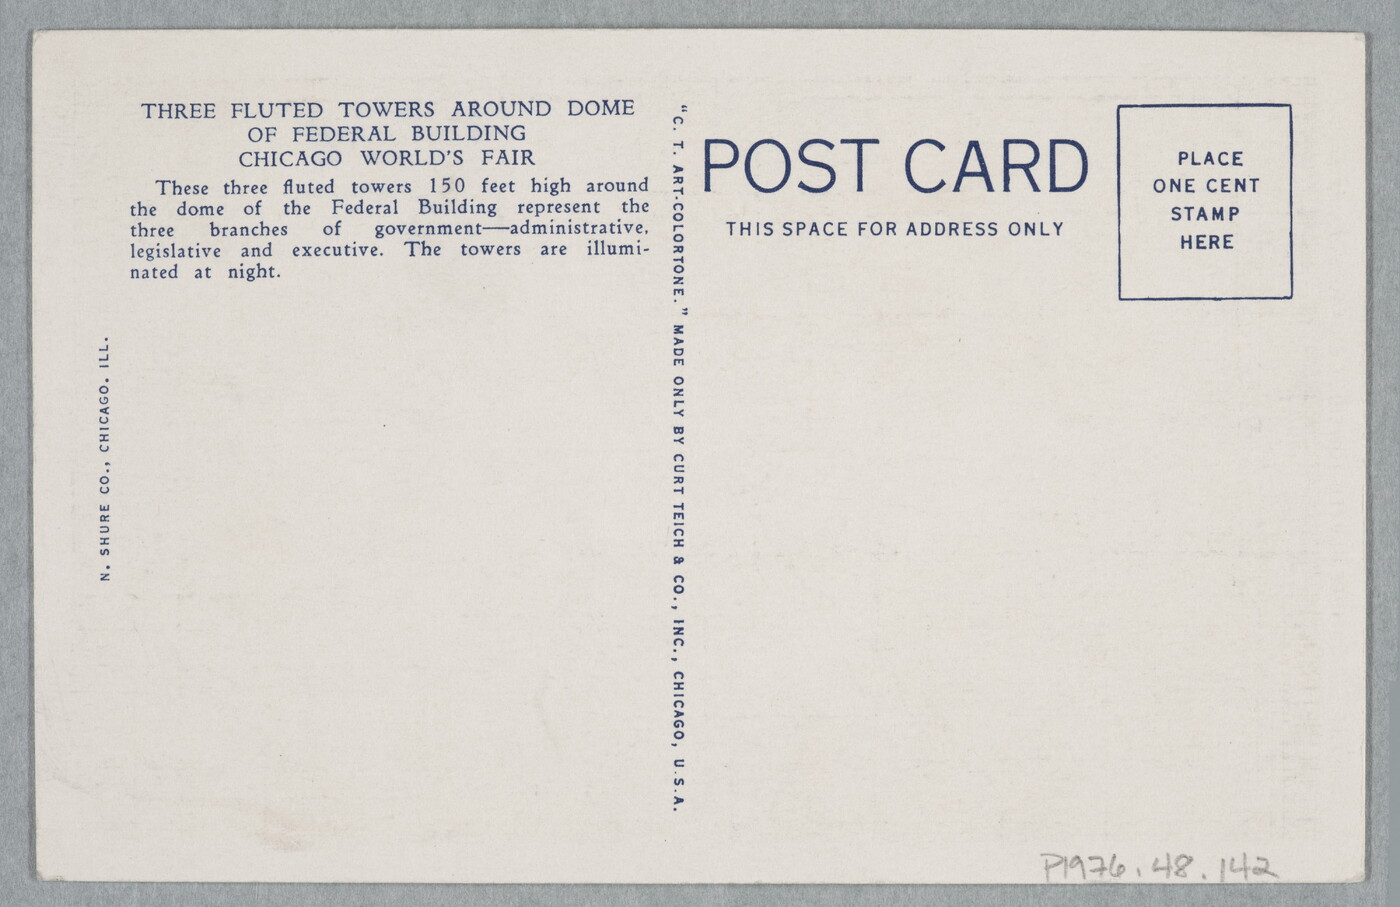 THREE FLUTED TOWERS AROUND DOME
OF FEDERAL BUILDING
CHICAGO WORLD'S FAIR
These three fluted towers 150 feet high around
the dome of the Federal Building represent the
three branches of government—administrative,
legislative and executive. The towers are illumi-
nated at night.
N. SHURE CO., CHICAGO, ILL.
"C. T. ART-COLORTONE." MADE ONLY BY CURT TEICH & CO., INC., CHICAGO, U.S.A.
POST CARD
THIS SPACE FOR ADDRESS ONLY
PLACE
ONE CENT
STAMP
HERE
P1976.48.142